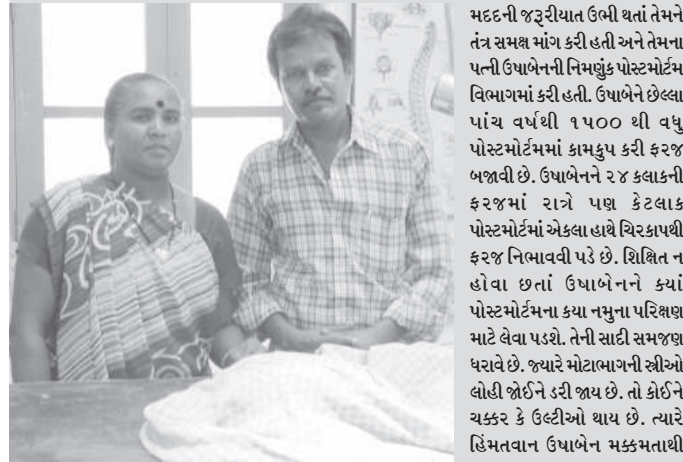 મદદની જરૂરીયાત ઉભી થતાં તેમને
તંત્ર સમક્ષ માંગ કરી હતી અને તેમના
પત્ની ઉષાબેનની નિમણુંક પોસ્ટમોર્ટમ
વિભાગમાં કરી હતી. ઉષાબેને છેલ્લા
પાંચ વર્ષથી ૧૫૦૦ થી વધુ
પોસ્ટમોર્ટમમાં કામકુપ કરી ફરજ
બજાવી છે. ઉષાબેનને ૨૪ કલાકની
ફરજમાં રાત્રે પણ કેટલાક
પોસ્ટમોર્ટમાં એકલા હાથે ચિરકાપથી
ફરજ નિભાવવી પડે છે. શિક્ષિત ન
હોવા છતાં ઉષાબેનને કયાં
પોસ્ટમોર્ટમના કયા નમુના પરિક્ષણ
માટે લેવા પડશે. તેની સાદી સમજણ
ધરાવે છે. જ્યારે મોટાભાગની સ્ત્રીઓ
લોહી જોઈને ડરી જાય છે. તો કોઈને
ચક્કર કે ઉલ્ટીઓ થાય છે. ત્યારે
હિંમતવાન ઉષાબેન મક્કમતાથી